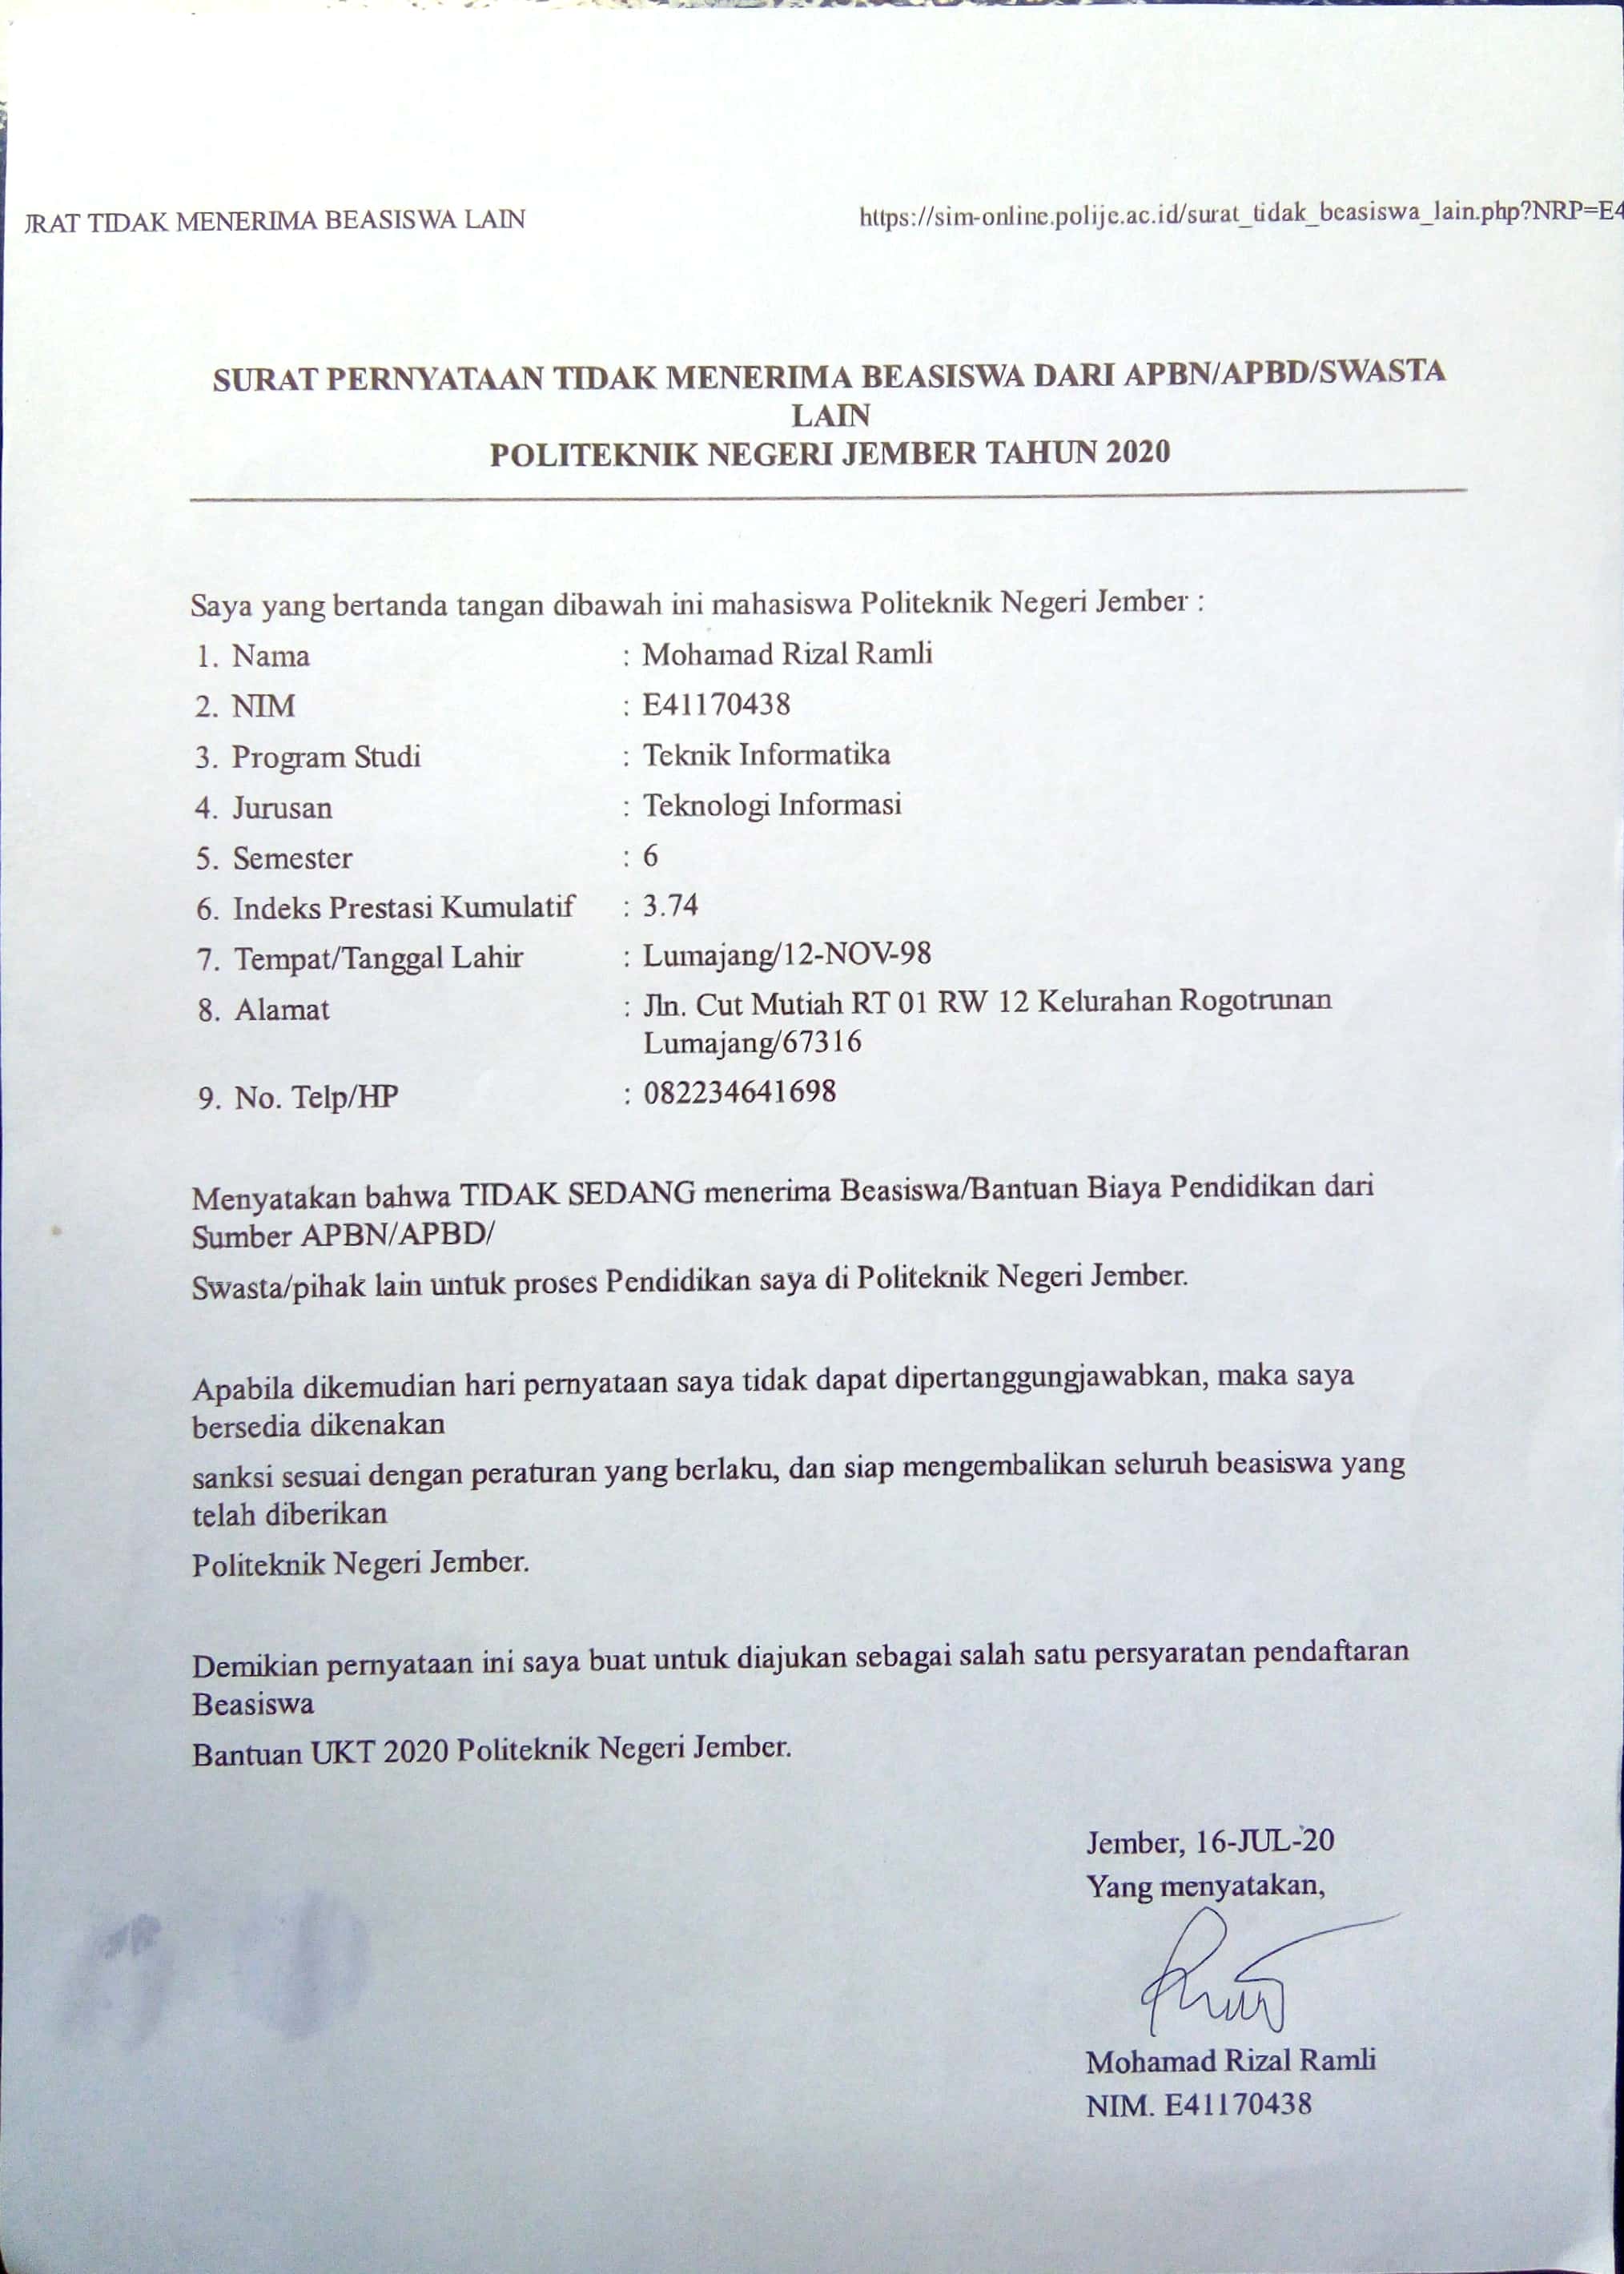 JRAT TIDAK MENERIMA BEASISWA LAIN
https://sim-online.polije.ac.id/surat_tidak_beasiswa_lain.php?NRP=E4
SURAT PERNYATAAN TIDAK MENERIMA BEASISWA DARI APBN/APBD/SWASTA
LAIN
POLITEKNIK NEGERI JEMBER TAHUN 2020
Saya yang bertanda tangan dibawah ini mahasiswa Politeknik Negeri Jember :
1. Nama : Mohamad Rizal Ramli
2. NIM : E41170438
3. Program Studi : Teknik Informatika
4. Jurusan : Teknologi Informasi
5. Semester : 6
6. Indeks Prestasi Kumulatif : 3.74
7. Tempat/Tanggal Lahir : Lumajang/12-NOV-98
8. Alamat : Jln. Cut Mutiah RT 01 RW 12 Kelurahan Rogotrunan
Lumajang/67316
9. No. Telp/HP : 082234641698
Menyatakan bahwa TIDAK SEDANG menerima Beasiswa/Bantuan Biaya Pendidikan dari
Sumber APBN/APBD/
Swasta/pihak lain untuk proses Pendidikan saya di Politeknik Negeri Jember.
Apabila dikemudian hari pernyataan saya tidak dapat dipertanggungjawabkan, maka saya
bersedia dikenakan
sanksi sesuai dengan peraturan yang berlaku, dan siap mengembalikan seluruh beasiswa yang
telah diberikan
Politeknik Negeri Jember.
Demikian pernyataan ini saya buat untuk diajukan sebagai salah satu persyaratan pendaftaran
Beasiswa
Bantuan UKT 2020 Politeknik Negeri Jember.
Jember, 16-JUL-20
Yang menyatakan,
Mohamad Rizal Ramli
NIM. E41170438